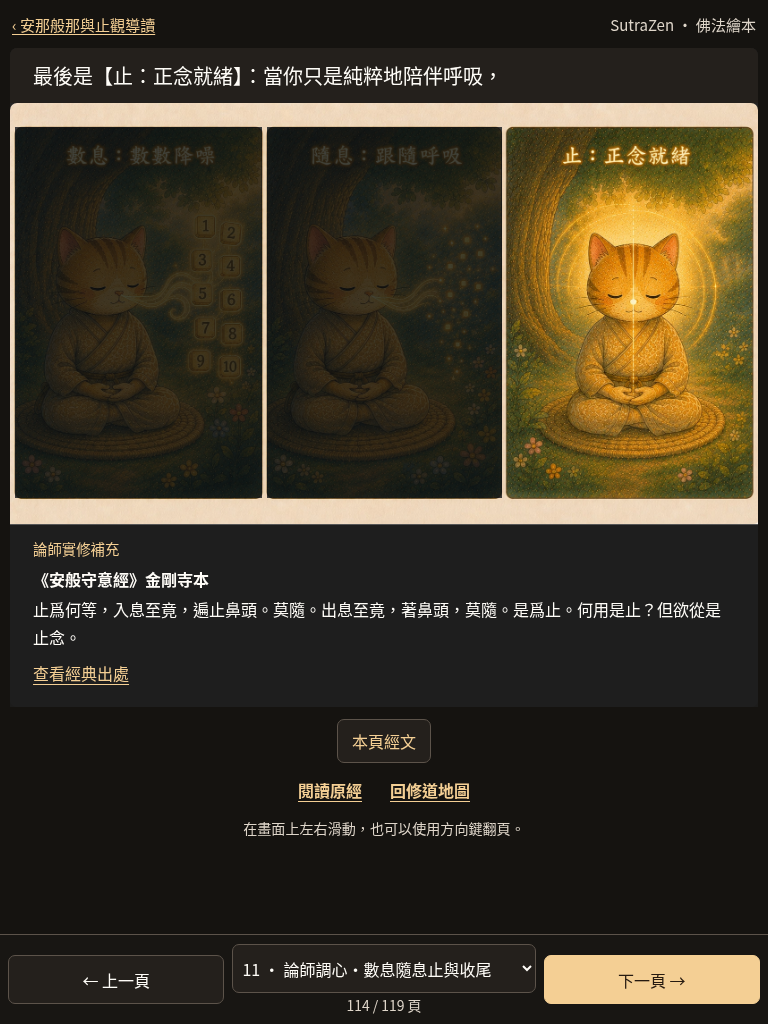 ‹ 安那般那與止觀導讀
SutraZen · 佛法繪本
最後是【止：正念就緒】：當你只是純粹地陪伴呼吸，
數息：數數降噪
隨息：跟隨呼吸
止：正念就緒
1
2
3
4
5
6
7
8
9
10
論師實修補充
《安般守意經》金剛寺本
止爲何等，入息至竟，遍止鼻頭。莫隨。出息至竟，著鼻頭，莫隨。是爲止。何用是止？但欲從是
止念。
查看經典出處
本頁經文
閱讀原經
回修道地圖
在畫面上左右滑動，也可以使用方向鍵翻頁。
← 上一頁
11 · 論師調心·數息隨息止與收尾
下一頁 →
114 / 119 頁